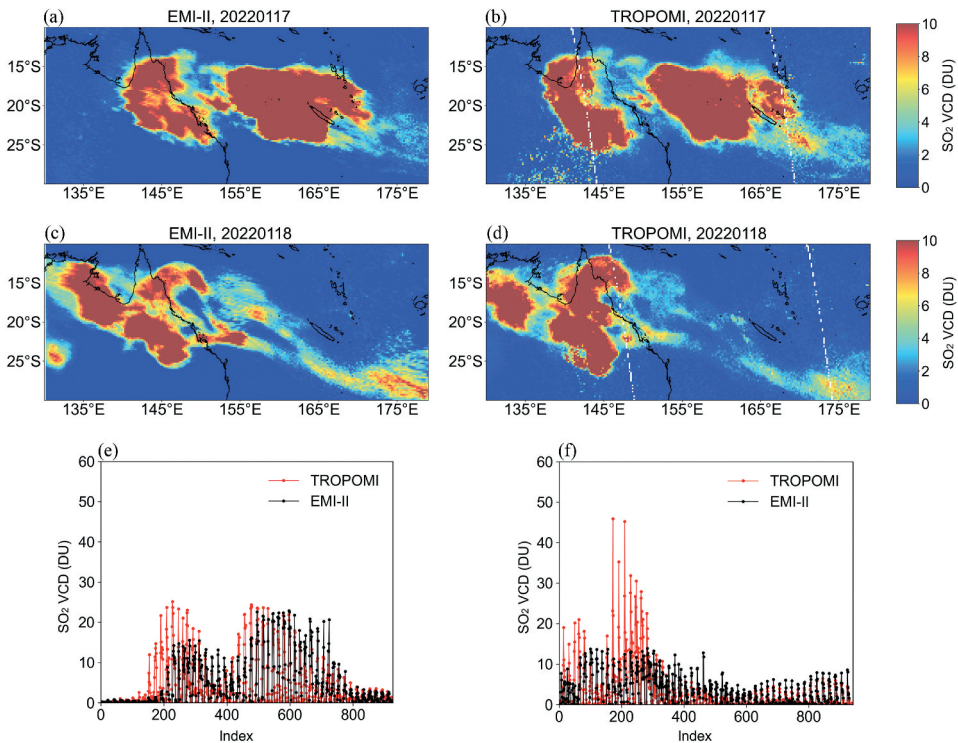 (a) EMI-II, 20220117
15°S
20°S
25°S
135°E 145°E 155°E 165°E 175°E
(b) TROPOMI, 20220117
15°S
20°S
25°S
135°E 145°E 155°E 165°E 175°E
10
8
6
4
2
0
SO₂ VCD (DU)
(c) EMI-II, 20220118
15°S
20°S
25°S
135°E 145°E 155°E 165°E 175°E
(d) TROPOMI, 20220118
15°S
20°S
25°S
135°E 145°E 155°E 165°E 175°E
10
8
6
4
2
0
SO₂ VCD (DU)
(e)
60
50
40
30
20
10
0
SO₂ VCD (DU)
TROPOMI
EMI-II
0 200 400 600 800
Index
(f)
60
50
40
30
20
10
0
SO₂ VCD (DU)
TROPOMI
EMI-II
0 200 400 600 800
Index